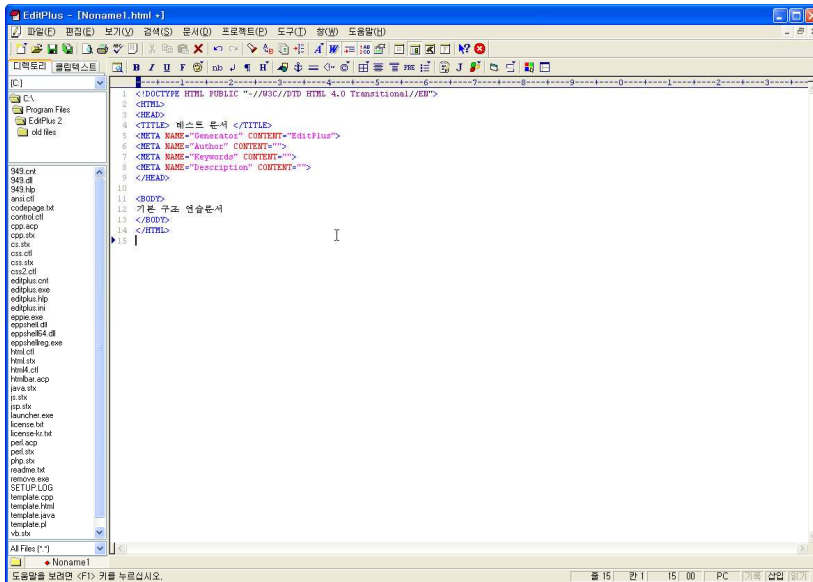 EditPlus - [Noname1.html +]
파일(F) 편집(E) 보기(V) 검색(S) 문서(D) 프로젝트(P) 도구(T) 창(W) 도움말(H)
디렉토리 클립텍스트
[C:]
C:\
Program Files
EditPlus 2
old files
949.cnt
949.dll
949.hlp
ansi.ctl
codepage.txt
control.ctl
cpp.acp
cpp.stx
cs.stx
css.ctl
css.stx
css2.ctl
editplus.cnt
editplus.exe
editplus.hlp
editplus.ini
eppie.exe
eppshell.dll
eppshell64.dll
eppshellreg.exe
html.ctl
html.stx
html4.ctl
htmlbar.acp
java.stx
js.stx
jsp.stx
launcher.exe
license.txt
license-kr.txt
perl.acp
perl.stx
php.stx
readme.txt
remove.exe
SETUP.LOG
template.cpp
template.html
template.java
template.pl
vb.stx
All Files (*.*)
1 <!DOCTYPE HTML PUBLIC "-//W3C//DTD HTML 4.0 Transitional//EN">
2 <HTML>
3 <HEAD>
4 <TITLE> 베스트 문서 </TITLE>
5 <META NAME="Generator" CONTENT="EditPlus">
6 <META NAME="Author" CONTENT="">
7 <META NAME="Keywords" CONTENT="">
8 <META NAME="Description" CONTENT="">
9 </HEAD>
10
11 <BODY>
12 기본 구조 연습문서
13 </BODY>
14 </HTML>
15
Noname1
도움말을 보려면 <F1> 키를 누르십시오.
줄 15 칸 1 15 00 PC 기록 삽입 읽기